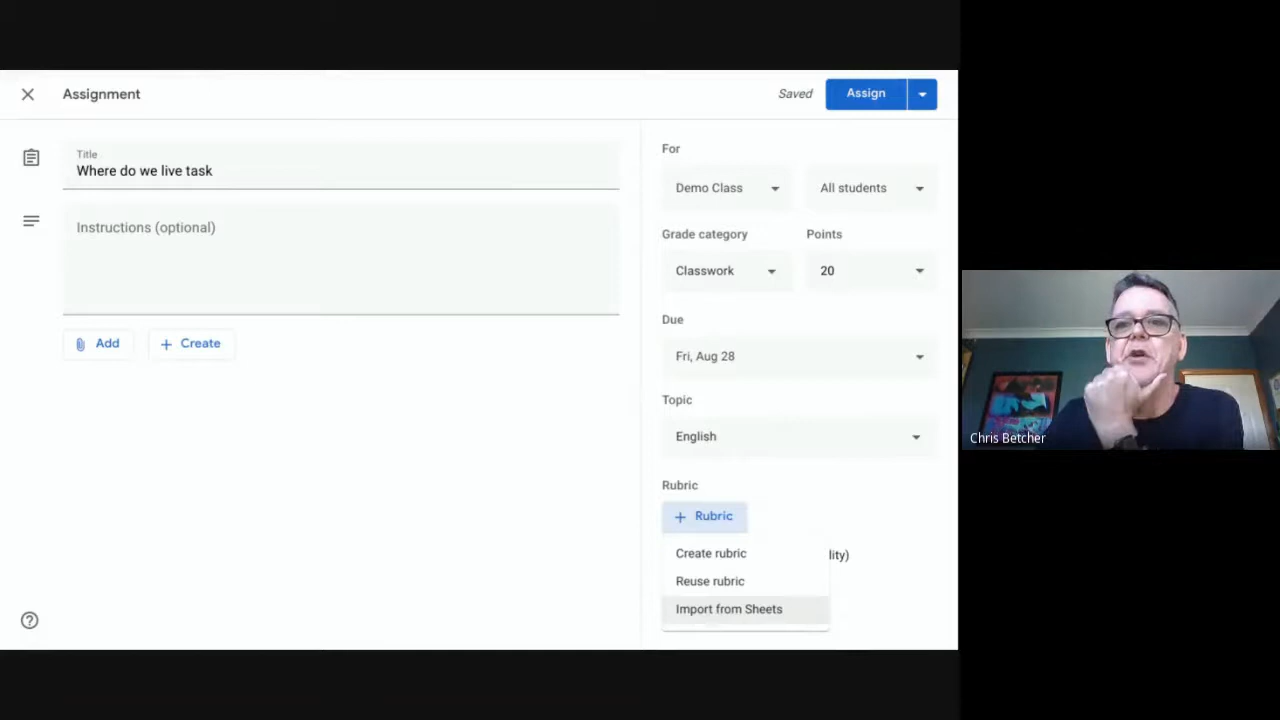 Assignment
Saved
Assign
Title
Where do we live task
Instructions (optional)
Add
Create
For
Demo Class
All students
Grade category
Points
Classwork
20
Due
Fri, Aug 28
Topic
English
Rubric
Rubric
Create rubric
lity)
Reuse rubric
Import from Sheets
Chris Betcher